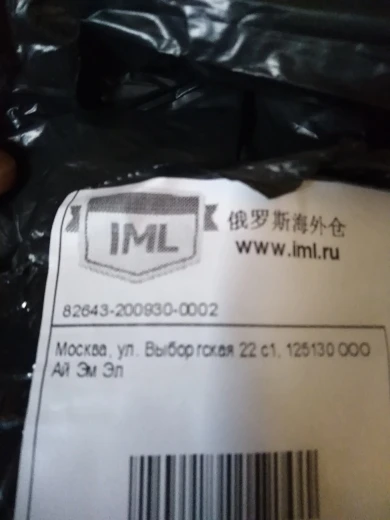 IML
俄罗斯海外仓
www.iml.ru
82643-200930-0002
Москва, ул. Выборгская 22 с1, 125130 ООО
Ай Эм Эл